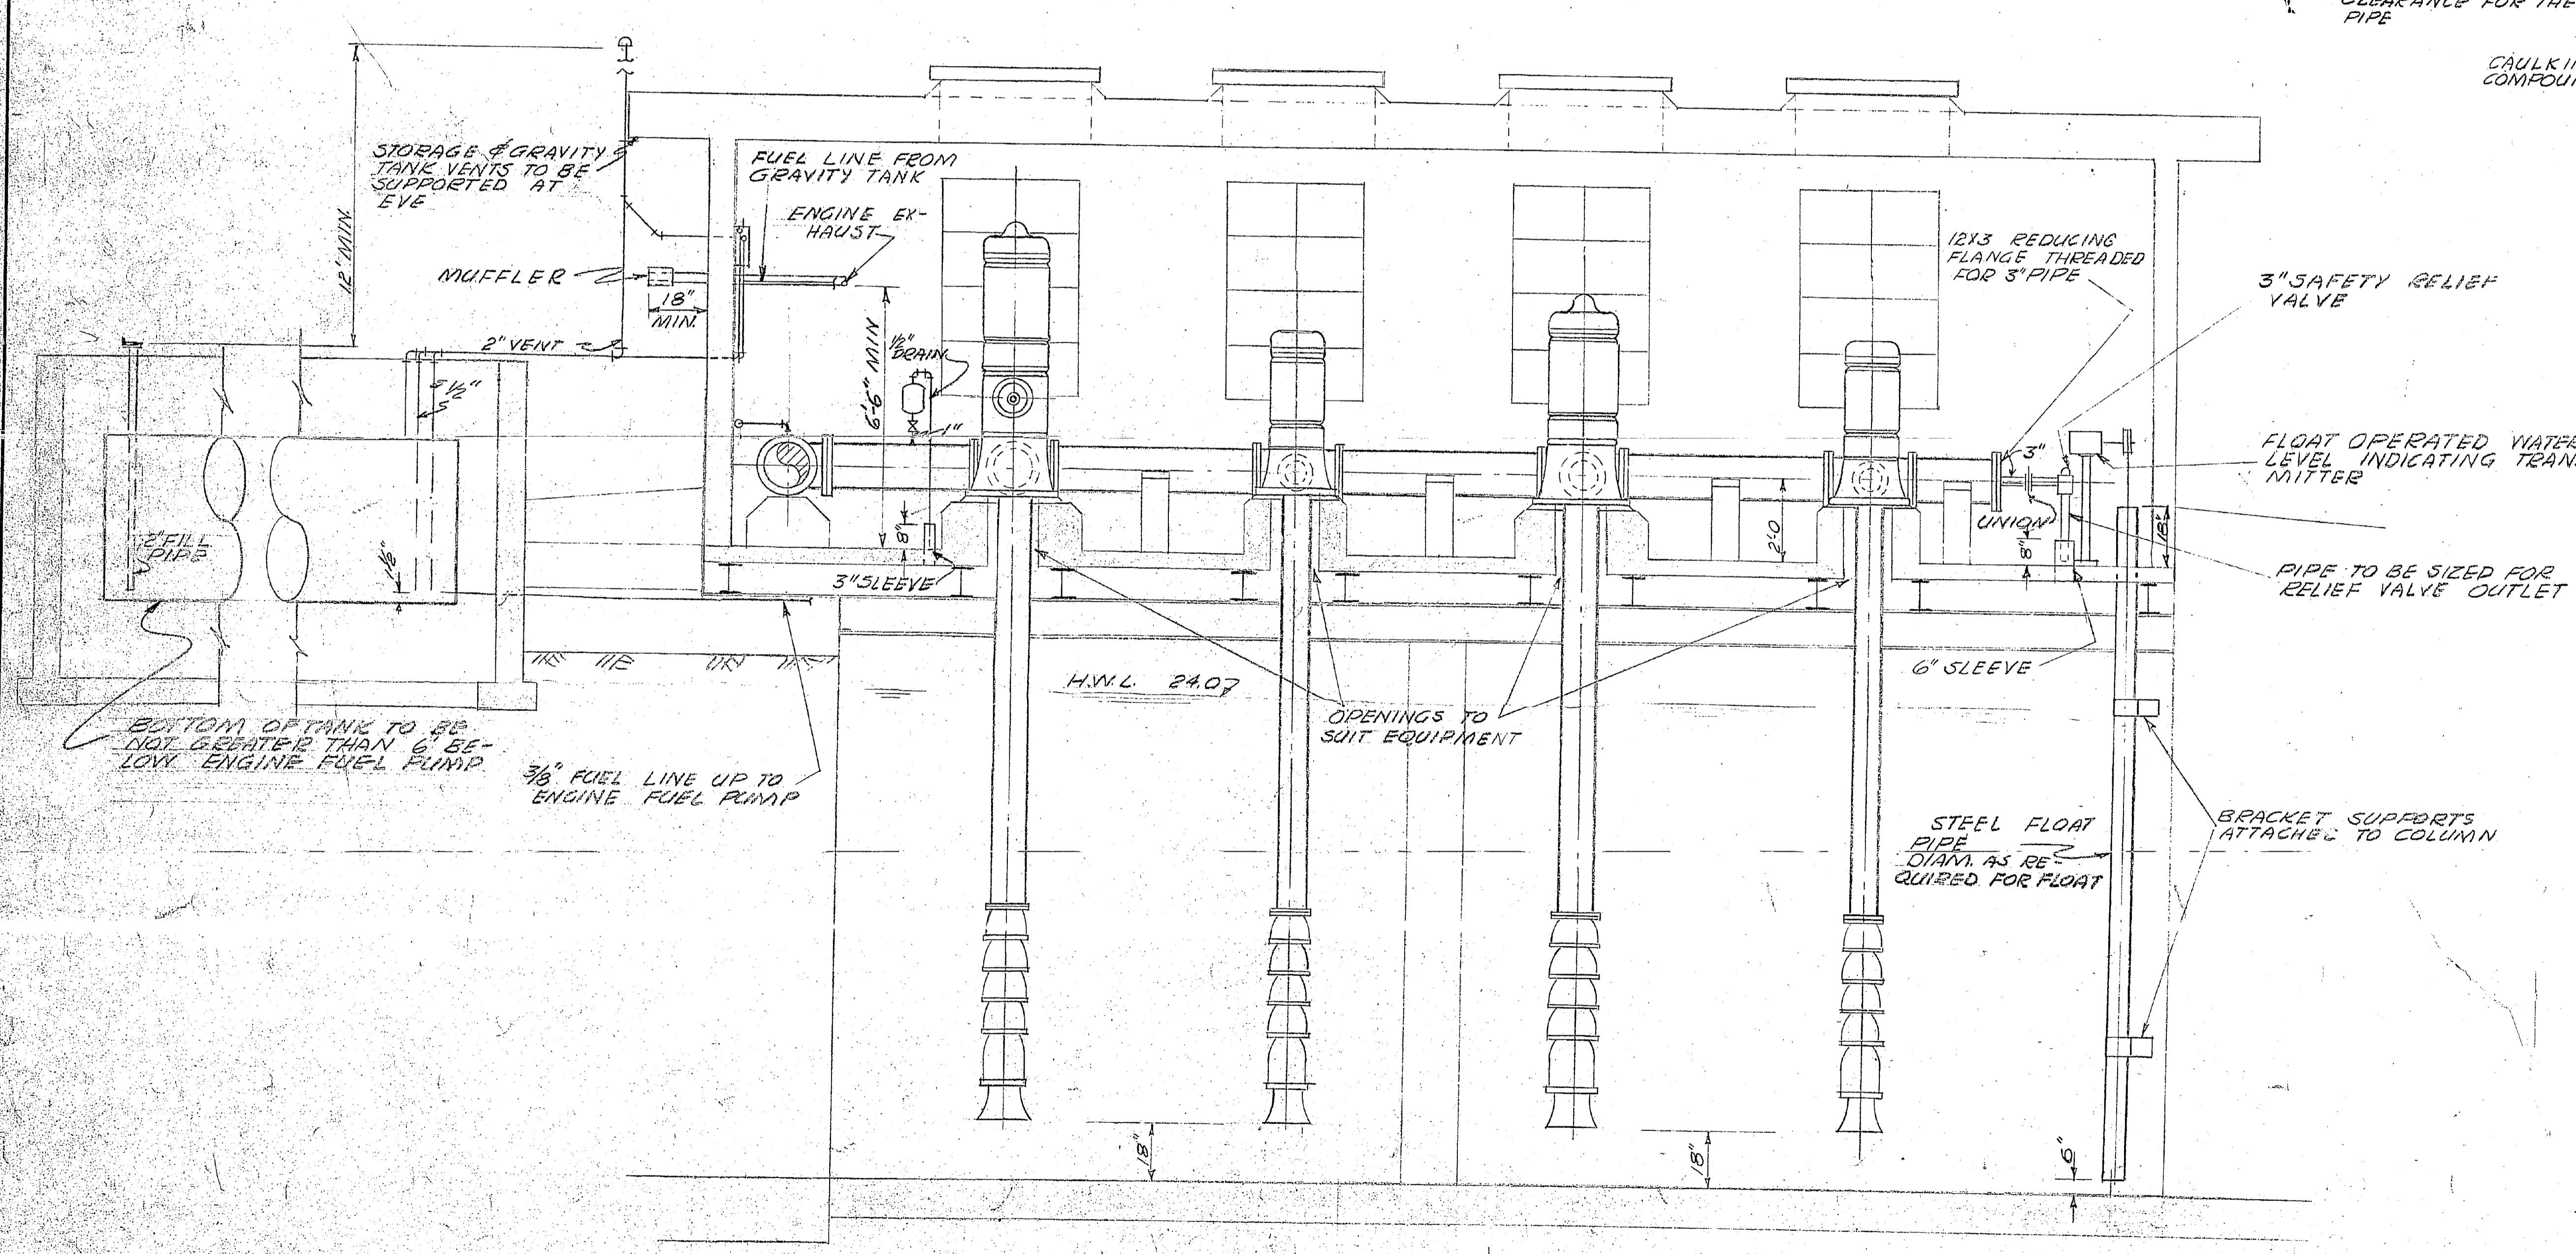 CLEARANCE FOR THE
PIPE
CAULKI
COMPOU
12' MIN.
STORAGE & GRAVITY
TANK VENTS TO BE
SUPPORTED AT
EVE
FUEL LINE FROM
GRAVITY TANK
ENGINE EX-
HAUST
MUFFLER
18"
MIN.
2" VENT
6'-6" MIN
1/2"
DRAIN
1"
12X3 REDUCING
FLANGE THREADED
FOR 3" PIPE
3" SAFETY RELIEF
VALVE
FLOAT OPERATED WATER
LEVEL INDICATING TRAN
MITTER
3"
UNION
8"
18"
2'-0
PIPE TO BE SIZED FOR
RELIEF VALVE OUTLET
1/2"
2" FILL
PIPE
1 1/2"
8"
3" SLEEVE
6" SLEEVE
H.W.L. 24.07
OPENINGS TO
SUIT EQUIPMENT
BOTTOM OF TANK TO BE
NOT GREATER THAN 6' BE-
LOW ENGINE FUEL PUMP
3/8" FUEL LINE UP TO
ENGINE FUEL PUMP
STEEL FLOAT
PIPE
DIAM. AS RE-
QUIRED FOR FLOAT
BRACKET SUPPORTS
ATTACHED TO COLUMN
18"
18"
6"